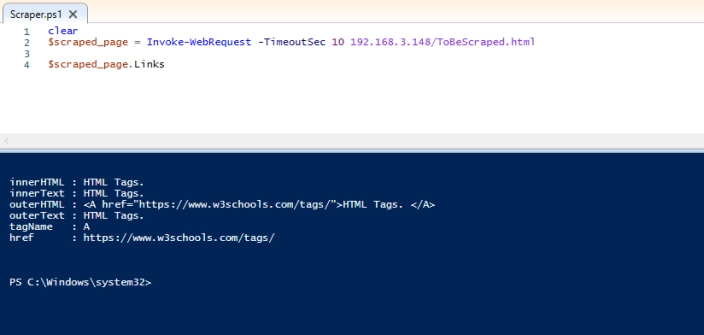 Scraper.ps1 X
1 clear
2 $scraped_page = Invoke-WebRequest -TimeoutSec 10 192.168.3.148/ToBeScraped.html
3
4 $scraped_page.Links
innerHTML : HTML Tags.
innerText : HTML Tags.
outerHTML : <A href="https://www.w3schools.com/tags/">HTML Tags. </A>
outerText : HTML Tags.
tagName : A
href : https://www.w3schools.com/tags/
PS C:\Windows\system32>